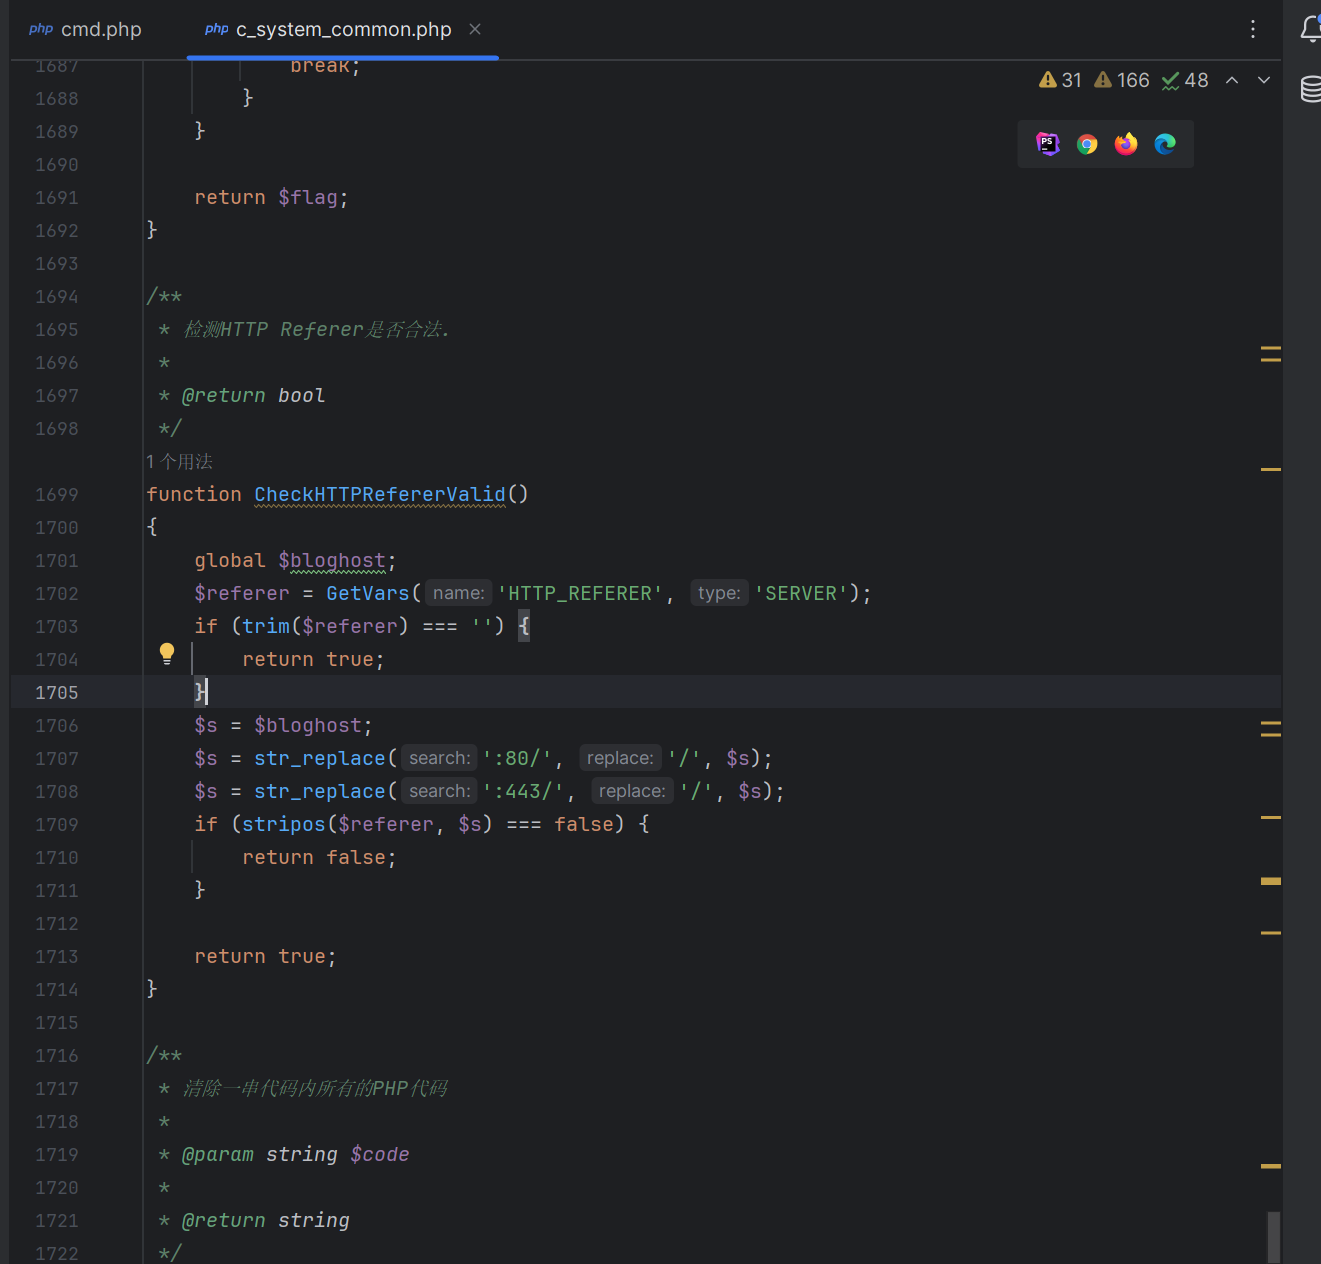 php cmd.php php c_system_common.php
31 166 48
1687 break;
1688 }
1689 }
1690
1691 return $flag;
1692 }
1693
1694 /**
1695 * 检测HTTP Referer是否合法.
1696 *
1697 * @return bool
1698 */
1 个用法
1699 function CheckHTTPRefererValid()
1700 {
1701 global $bloghost;
1702 $referer = GetVars( name: 'HTTP_REFERER', type: 'SERVER');
1703 if (trim($referer) === '') {
1704 return true;
1705 }
1706 $s = $bloghost;
1707 $s = str_replace( search: ':80/', replace: '/', $s);
1708 $s = str_replace( search: ':443/', replace: '/', $s);
1709 if (stripos($referer, $s) === false) {
1710 return false;
1711 }
1712
1713 return true;
1714 }
1715
1716 /**
1717 * 清除一串代码内所有的PHP代码
1718 *
1719 * @param string $code
1720 *
1721 * @return string
1722 */
PS